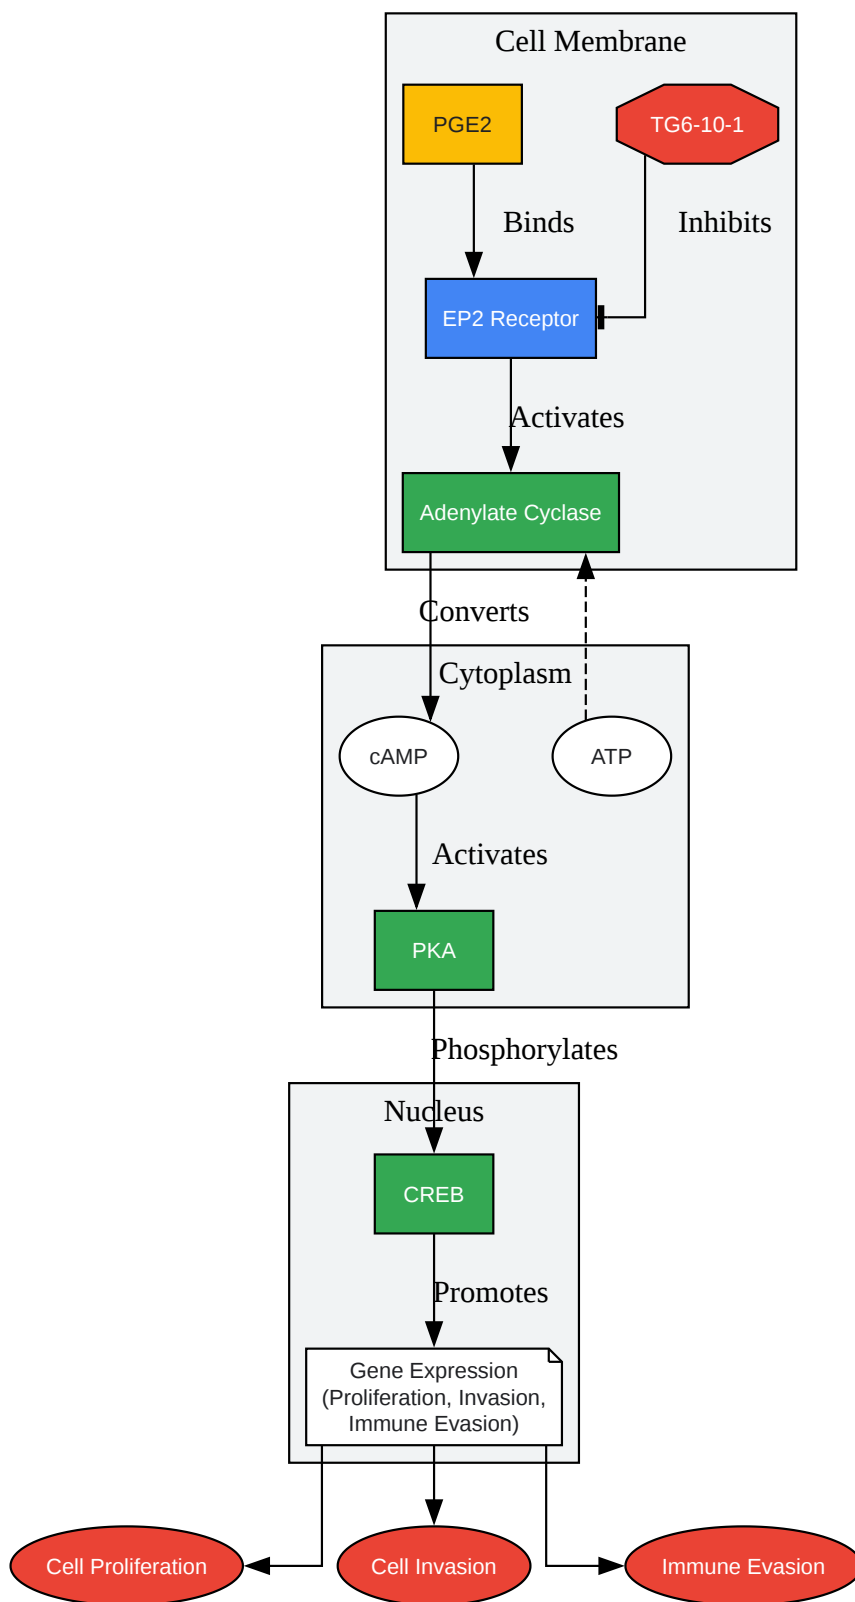 Cell Membrane
PGE2
TG6-10-1
Binds
Inhibits
EP2 Receptor
Activates
Adenylate Cyclase
Converts
Cytoplasm
cAMP
ATP
Activates
PKA
Phosphorylates
Nucleus
CREB
Promotes
Gene Expression
(Proliferation, Invasion,
Immune Evasion)
Cell Proliferation
Cell Invasion
Immune Evasion